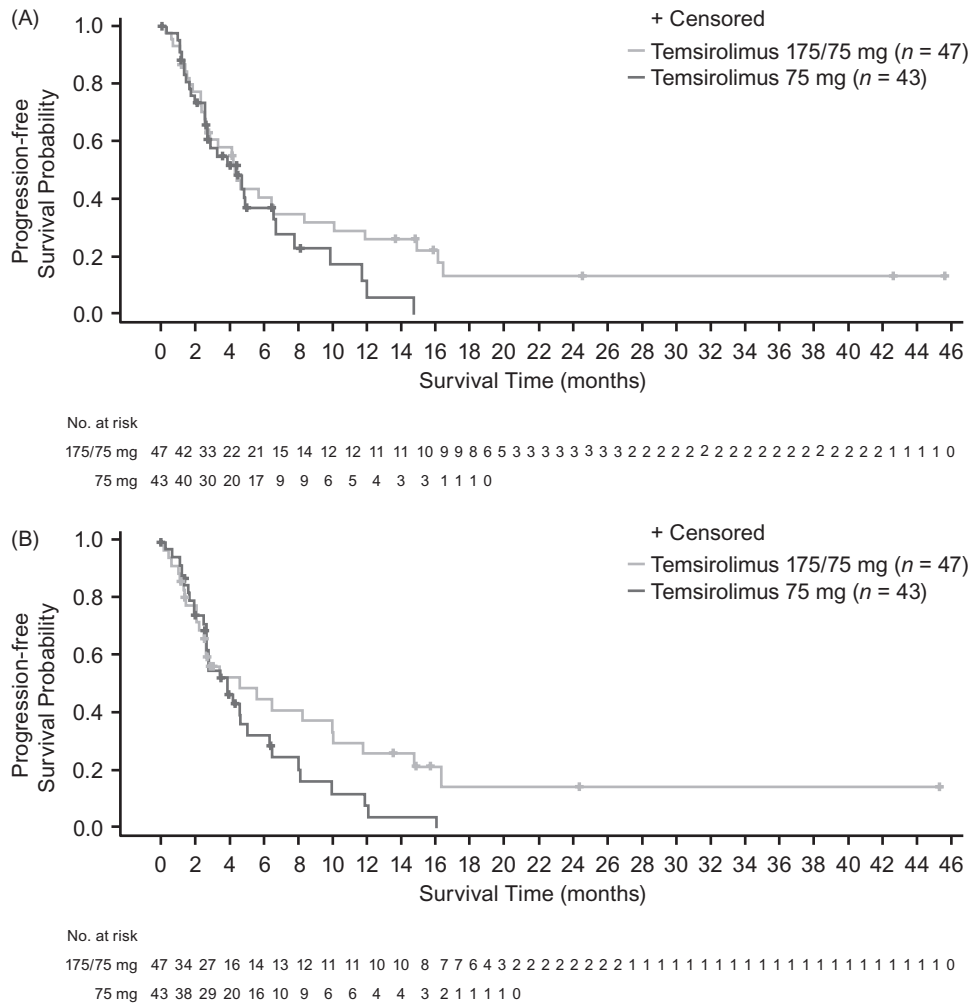 (A)
+ Censored
Temsirolimus 175/75 mg (n = 47)
Temsirolimus 75 mg (n = 43)
Progression-free
Survival Probability
1.0
0.8
0.6
0.4
0.2
0.0
0 2 4 6 8 10 12 14 16 18 20 22 24 26 28 30 32 34 36 38 40 42 44 46
Survival Time (months)
No. at risk
175/75 mg 47 42 33 22 21 15 14 12 12 11 11 10 9 9 8 6 5 3 3 3 3 3 3 3 3 2 2 2 2 2 2 2 2 2 2 2 2 2 2 2 2 2 2 1 1 1 1 0
75 mg 43 40 30 20 17 9 9 6 5 4 3 3 1 1 1 0
(B)
+ Censored
Temsirolimus 175/75 mg (n = 47)
Temsirolimus 75 mg (n = 43)
Progression-free
Survival Probability
1.0
0.8
0.6
0.4
0.2
0.0
0 2 4 6 8 10 12 14 16 18 20 22 24 26 28 30 32 34 36 38 40 42 44 46
Survival Time (months)
No. at risk
175/75 mg 47 34 27 16 14 13 12 11 11 10 10 8 7 7 6 4 3 2 2 2 2 2 2 2 2 1 1 1 1 1 1 1 1 1 1 1 1 1 1 1 1 1 1 1 1 1 1 0
75 mg 43 38 29 20 16 10 9 6 6 4 4 3 2 1 1 1 1 0